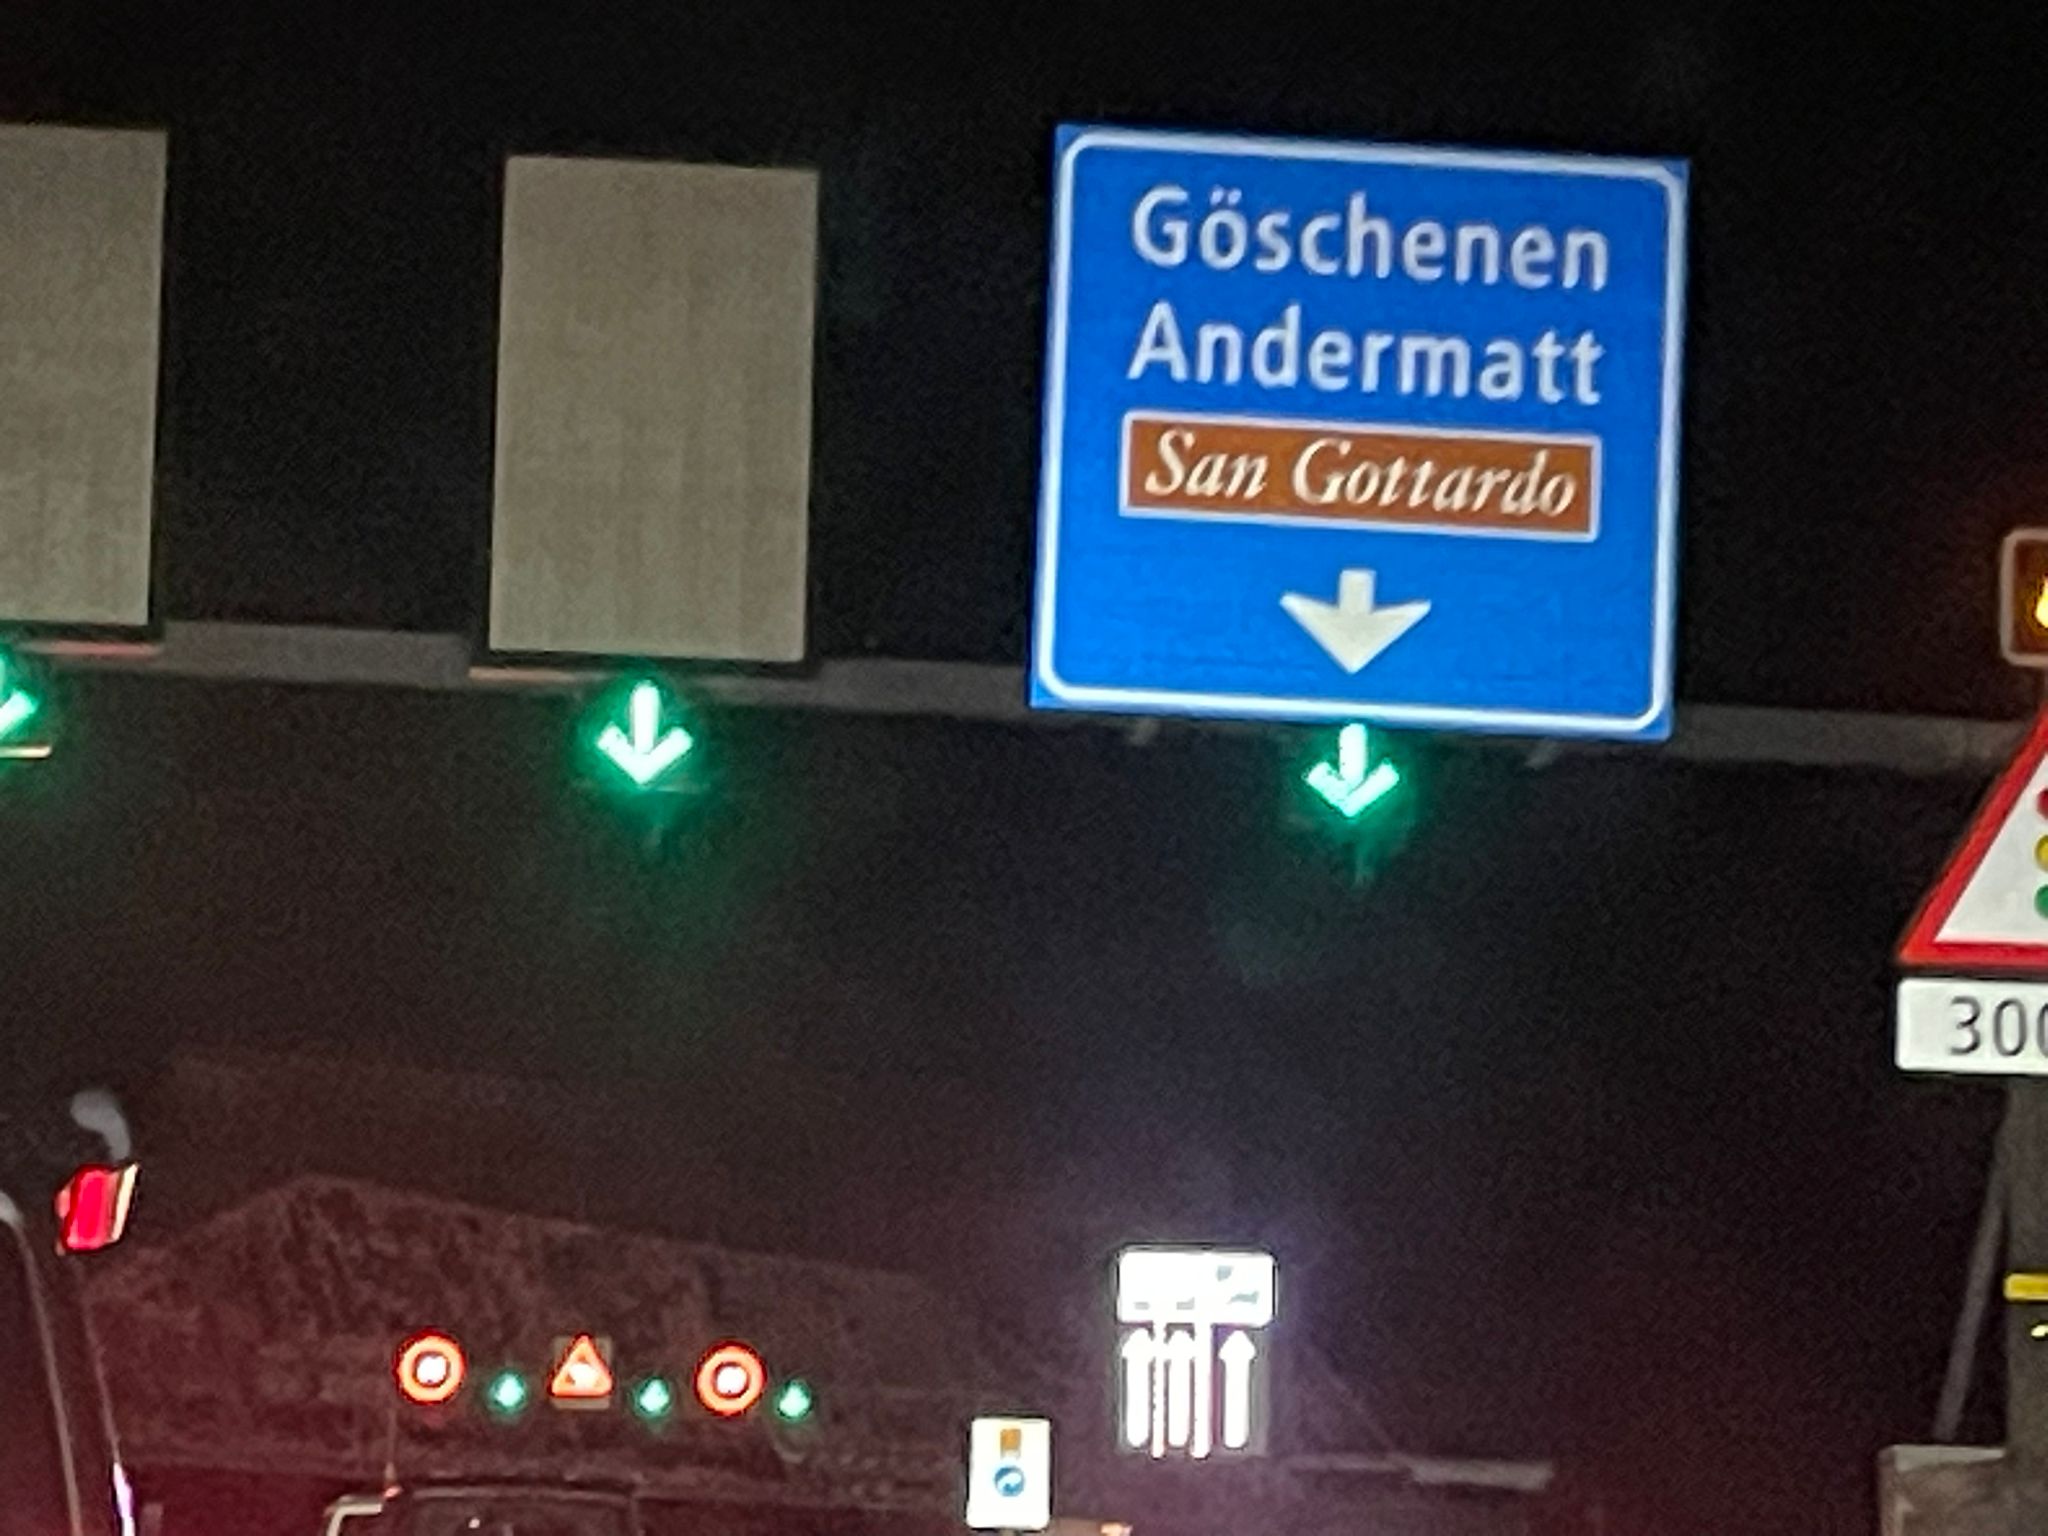 Göschenen
Andermatt
San Gottardo